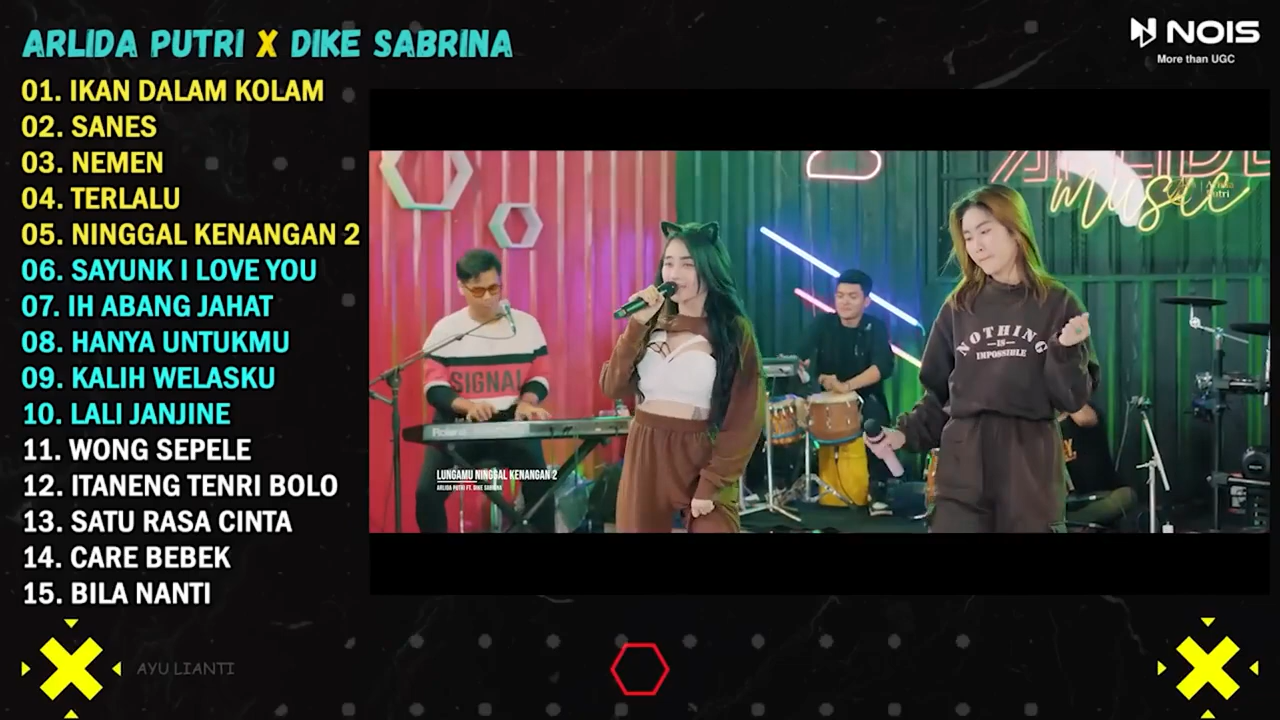 ARLIDA PUTRI X DIKE SABRINA
01. IKAN DALAM KOLAM
02. SANES
03. NEMEN
04. TERLALU
05. NINGGAL KENANGAN 2
06. SAYUNK I LOVE YOU
07. IH ABANG JAHAT
08. HANYA UNTUKMU
09. KALIH WELASKU
10. LALI JANJINE
11. WONG SEPELE
12. ITANENG TENRI BOLO
13. SATU RASA CINTA
14. CARE BEBEK
15. BILA NANTI
AYU LIANTI
NOIS
More than UGC
ARLIDA
music
Arlida
Putri
SIGNAL
NOTHING
IS
IMPOSSIBLE
Roland
LUNGAMU NINGGAL KENANGAN 2
ARLIDA PUTRI FT. DIKE SABRINA